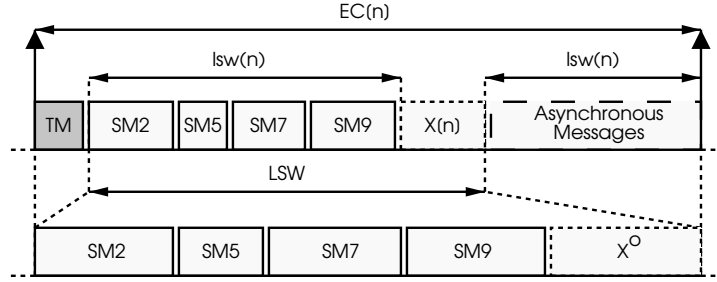 EC[n]
lsw(n) lsw(n)
TM SM2 SM5 SM7 SM9 X[n] Asynchronous
Messages
LSW
SM2 SM5 SM7 SM9 X^O